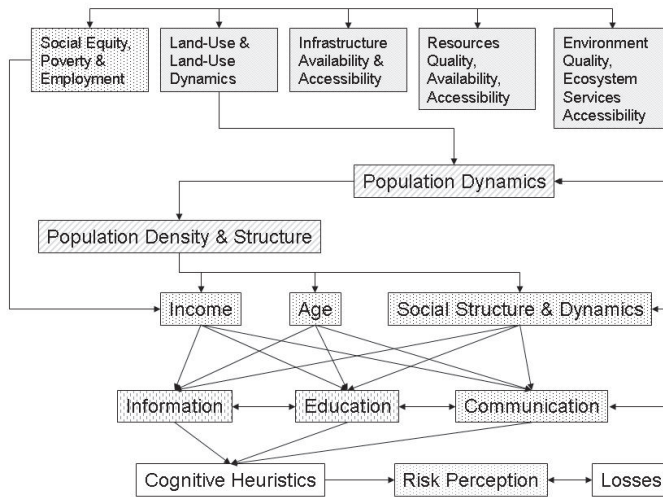 Social Equity,
Poverty &
Employment
Land-Use &
Land-Use
Dynamics
Infrastructure
Availability &
Accessibility
Resources
Quality,
Availability,
Accessibility
Environment
Quality,
Ecosystem
Services
Accessibility
Population Dynamics
Population Density & Structure
Income
Age
Social Structure & Dynamics
Information
Education
Communication
Cognitive Heuristics
Risk Perception
Losses